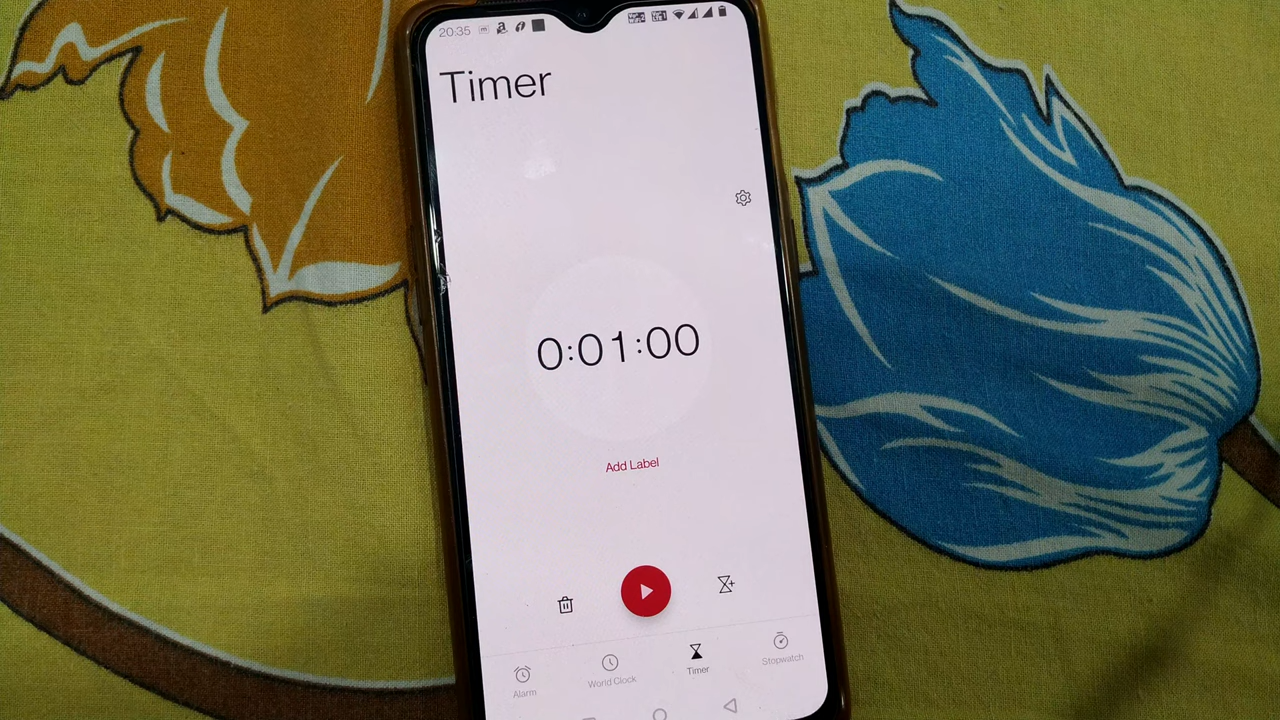 20:35
Timer
0:01:00
Add Label
Alarm
World Clock
Timer
Stopwatch